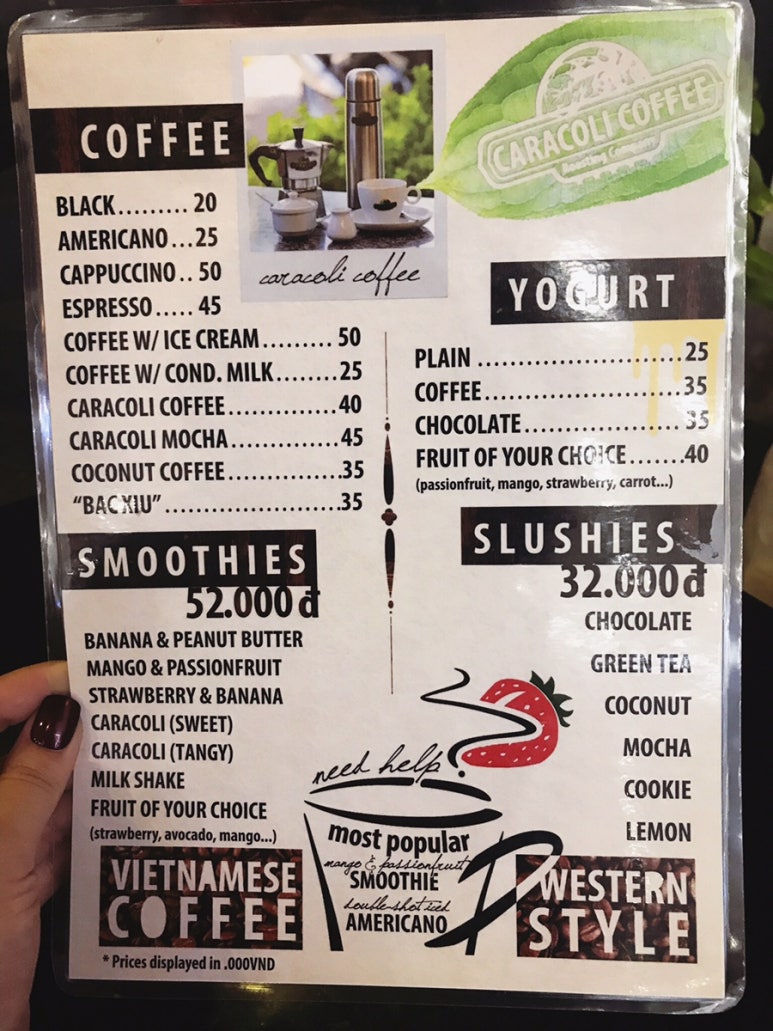 CARACOLI COFFEE
Roasting Company
caracoli coffee
COFFEE
BLACK......... 20
AMERICANO...25
CAPPUCCINO.. 50
ESPRESSO..... 45
COFFEE W/ ICE CREAM......... 50
COFFEE W/ COND. MILK........25
CARACOLI COFFEE..............40
CARACOLI MOCHA..............45
COCONUT COFFEE..............35
"BAC XIU".......................35
YOGURT
PLAIN ..........................25
COFFEE..........................35
CHOCOLATE.................... 35
FRUIT OF YOUR CHOICE.......40
(passionfruit, mango, strawberry, carrot...)
SMOOTHIES
52.000 đ
BANANA & PEANUT BUTTER
MANGO & PASSIONFRUIT
STRAWBERRY & BANANA
CARACOLI (SWEET)
CARACOLI (TANGY)
MILK SHAKE
FRUIT OF YOUR CHOICE
(strawberry, avocado, mango...)
SLUSHIES
32.000 đ
CHOCOLATE
GREEN TEA
COCONUT
MOCHA
COOKIE
LEMON
need help?
most popular
mango & passionfruit
SMOOTHIE
double-shot iced
AMERICANO
VIETNAMESE
COFFEE
WESTERN
STYLE
* Prices displayed in .000VND